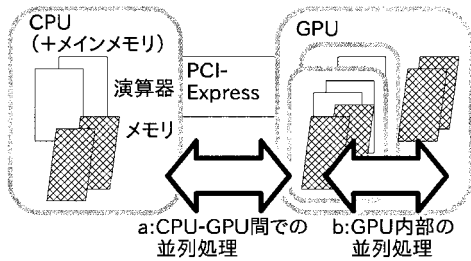 CPU
(+メインメモリ)
演算器
メモリ
PCI-
Express
GPU
a:CPU-GPU間での
並列処理
b:GPU内部の
並列処理